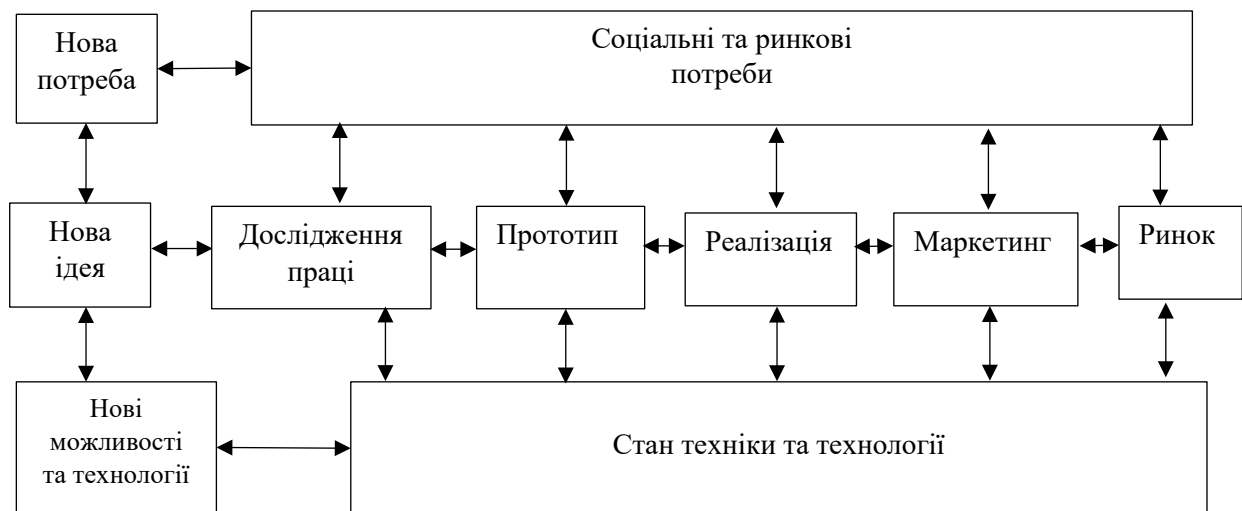 Нова
потреба
Соціальні та ринкові
потреби
Нова
ідея
Дослідження
праці
Прототип
Реалізація
Маркетинг
Ринок
Нові
можливості
та технології
Стан техніки та технології